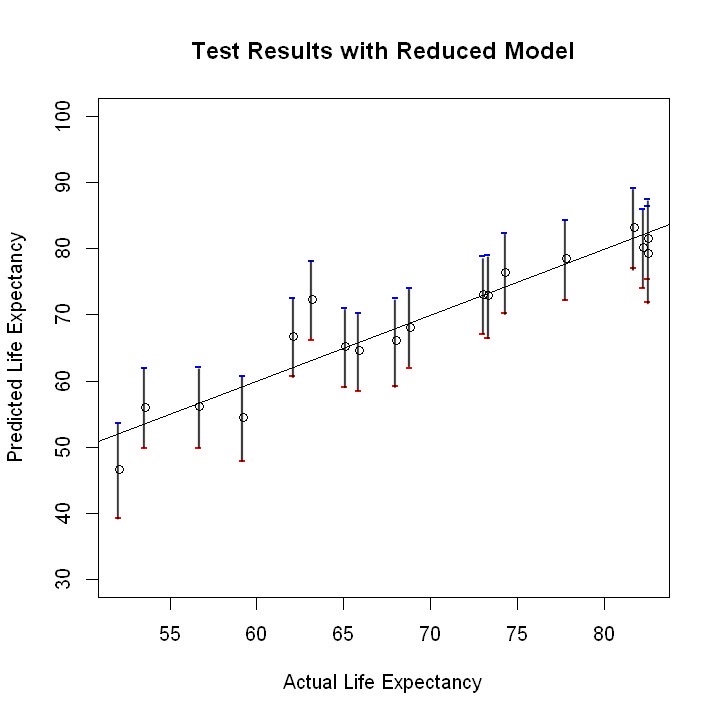 Test Results with Reduced Model
Predicted Life Expectancy
100
90
80
70
60
50
40
30
55 60 65 70 75 80
Actual Life Expectancy